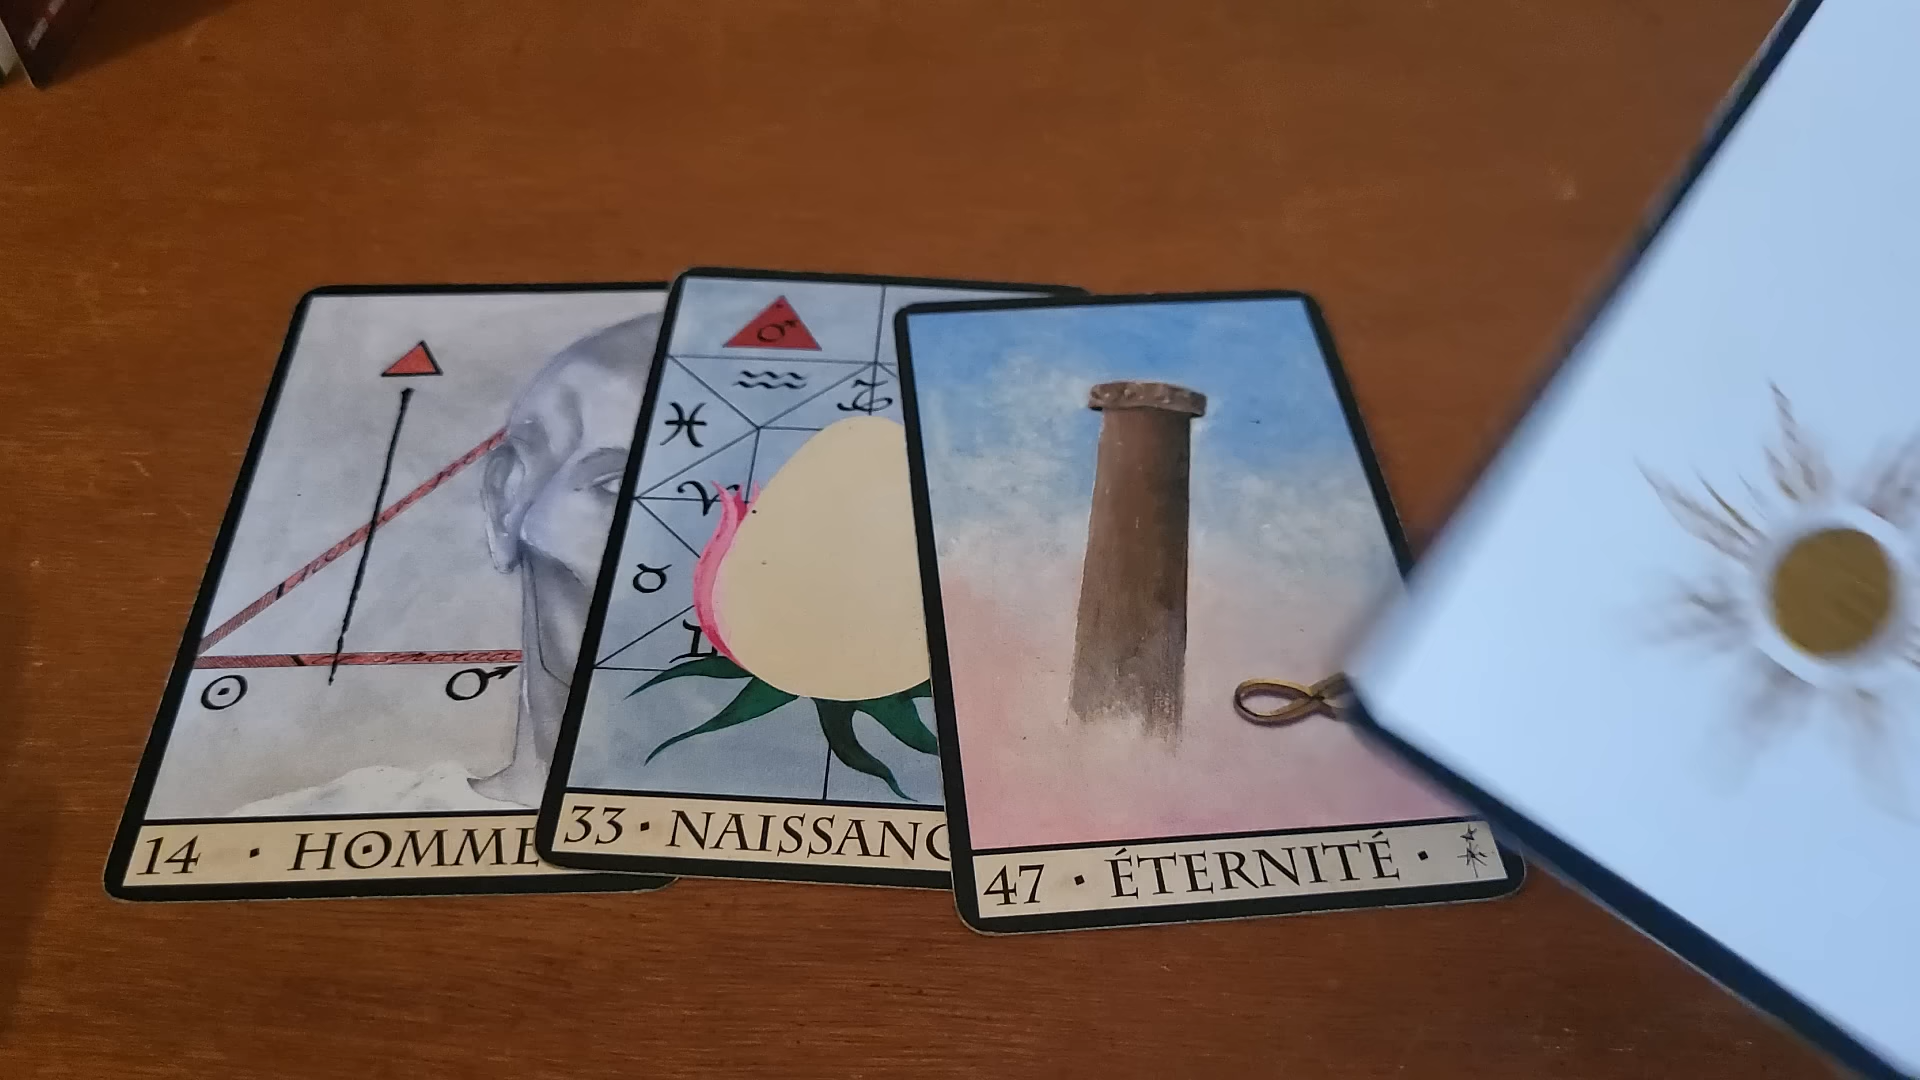 14 · HOMME
33 · NAISSANC
47 · ÉTERNITÉ ·